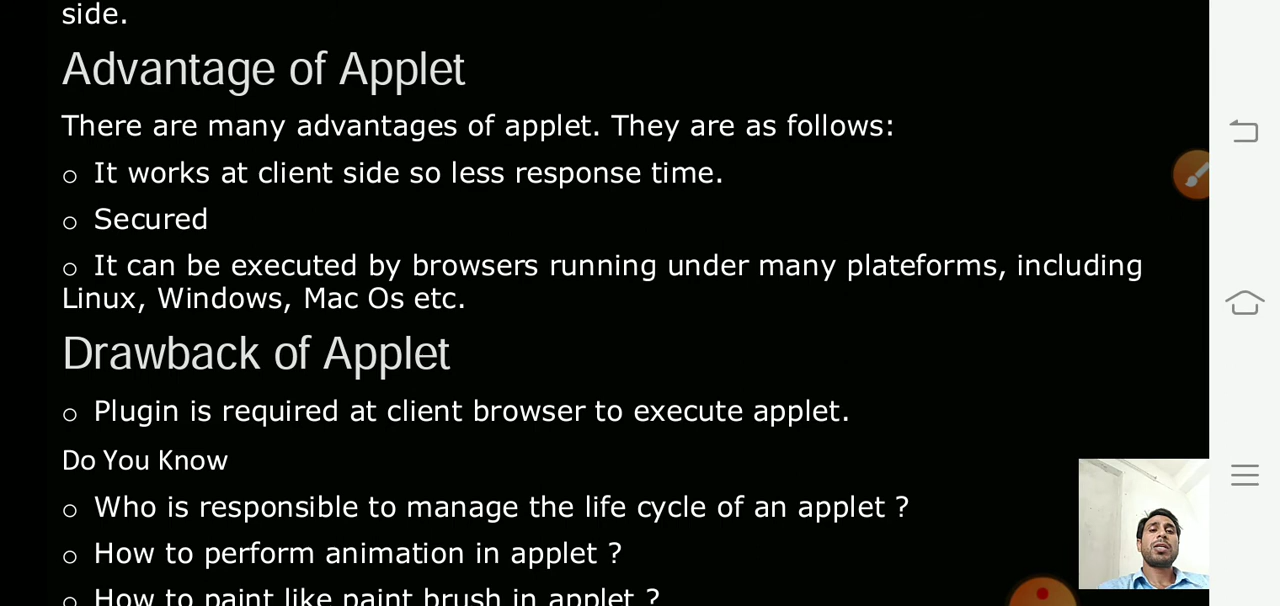 side.
Advantage of Applet
There are many advantages of applet. They are as follows:
o It works at client side so less response time.
o Secured
o It can be executed by browsers running under many plateforms, including
Linux, Windows, Mac Os etc.
Drawback of Applet
o Plugin is required at client browser to execute applet.
Do You Know
o Who is responsible to manage the life cycle of an applet ?
o How to perform animation in applet ?
o How to paint like paint brush in applet ?